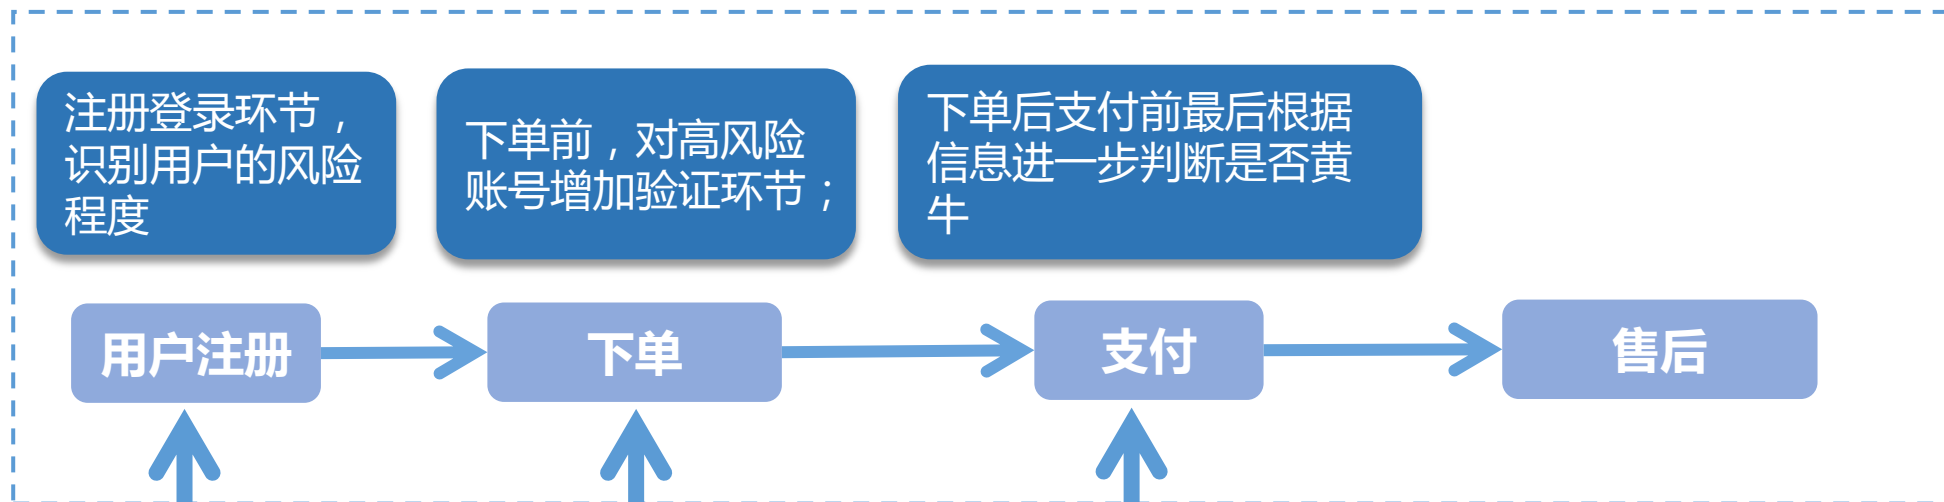 注册登录环节，
识别用户的风险
程度
下单前，对高风险
账号增加验证环节；
下单后支付前最后根据
信息进一步判断是否黄
牛
用户注册
下单
支付
售后